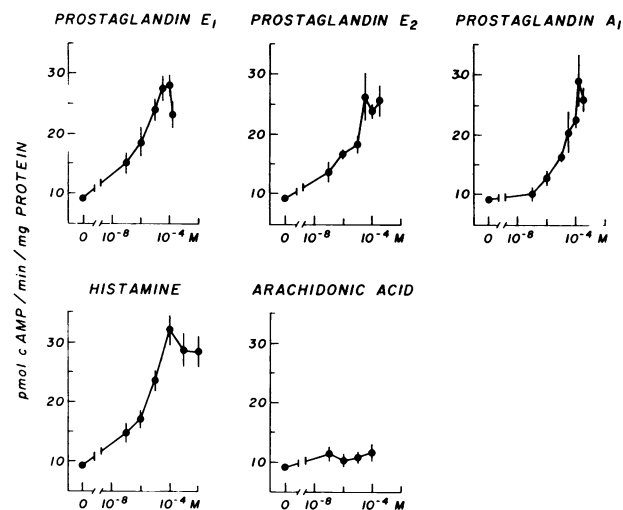 PROSTAGLANDIN E1 PROSTAGLANDIN E2 PROSTAGLANDIN A1
30 30 30
20 20 20
10 10 10
0 10⁻⁸ 10⁻⁴ M 0 10⁻⁸ 10⁻⁴ M 0 10⁻⁸ 10⁻⁴ M
pmol cAMP/min/mg PROTEIN
HISTAMINE ARACHIDONIC ACID
30 30
20 20
10 10
0 10⁻⁸ 10⁻⁴ M 0 10⁻⁸ 10⁻⁴ M